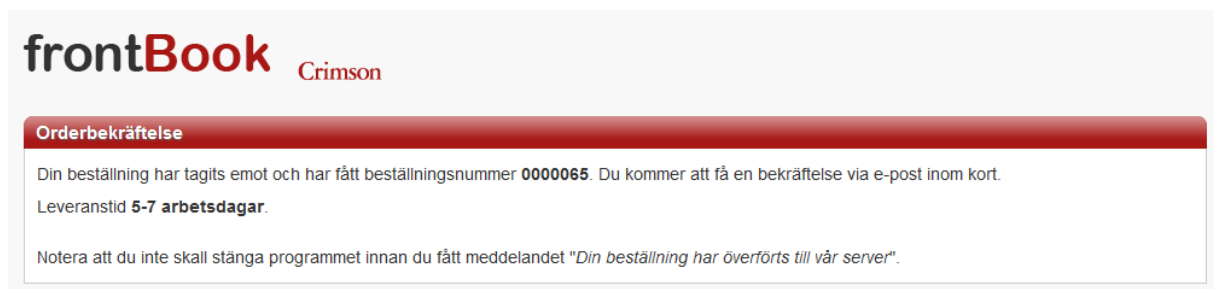 frontBook Crimson
Orderbekräftelse
Din beställning har tagits emot och har fått beställningsnummer 0000065. Du kommer att få en bekräftelse via e-post inom kort.
Leveranstid 5-7 arbetsdagar.
Notera att du inte skall stänga programmet innan du fått meddelandet "Din beställning har överförts till vår server".